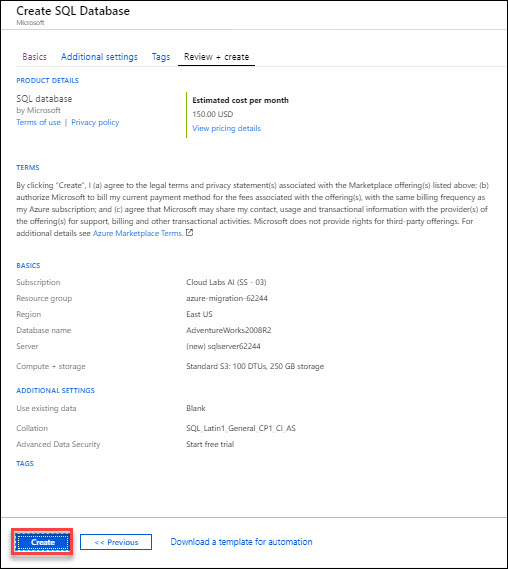 Create SQL Database
Microsoft
Basics Additional settings Tags Review + create
PRODUCT DETAILS
SQL database
by Microsoft
Terms of use | Privacy policy
Estimated cost per month
150.00 USD
View pricing details
TERMS
By clicking "Create", I (a) agree to the legal terms and privacy statement(s) associated with the Marketplace offering(s) listed above; (b)
authorize Microsoft to bill my current payment method for the fees associated with the offering(s), with the same billing frequency as
my Azure subscription; and (c) agree that Microsoft may share my contact, usage and transactional information with the provider(s) of
the offering(s) for support, billing and other transactional activities. Microsoft does not provide rights for third-party offerings. For
additional details see Azure Marketplace Terms.
BASICS
Subscription Cloud Labs AI (SS - 03)
Resource group azure-migration-62244
Region East US
Database name AdventureWorks2008R2
Server (new) sqlserver62244
Compute + storage Standard S3: 100 DTUs, 250 GB storage
ADDITIONAL SETTINGS
Use existing data Blank
Collation SQL_Latin1_General_CP1_CI_AS
Advanced Data Security Start free trial
TAGS
Create << Previous Download a template for automation